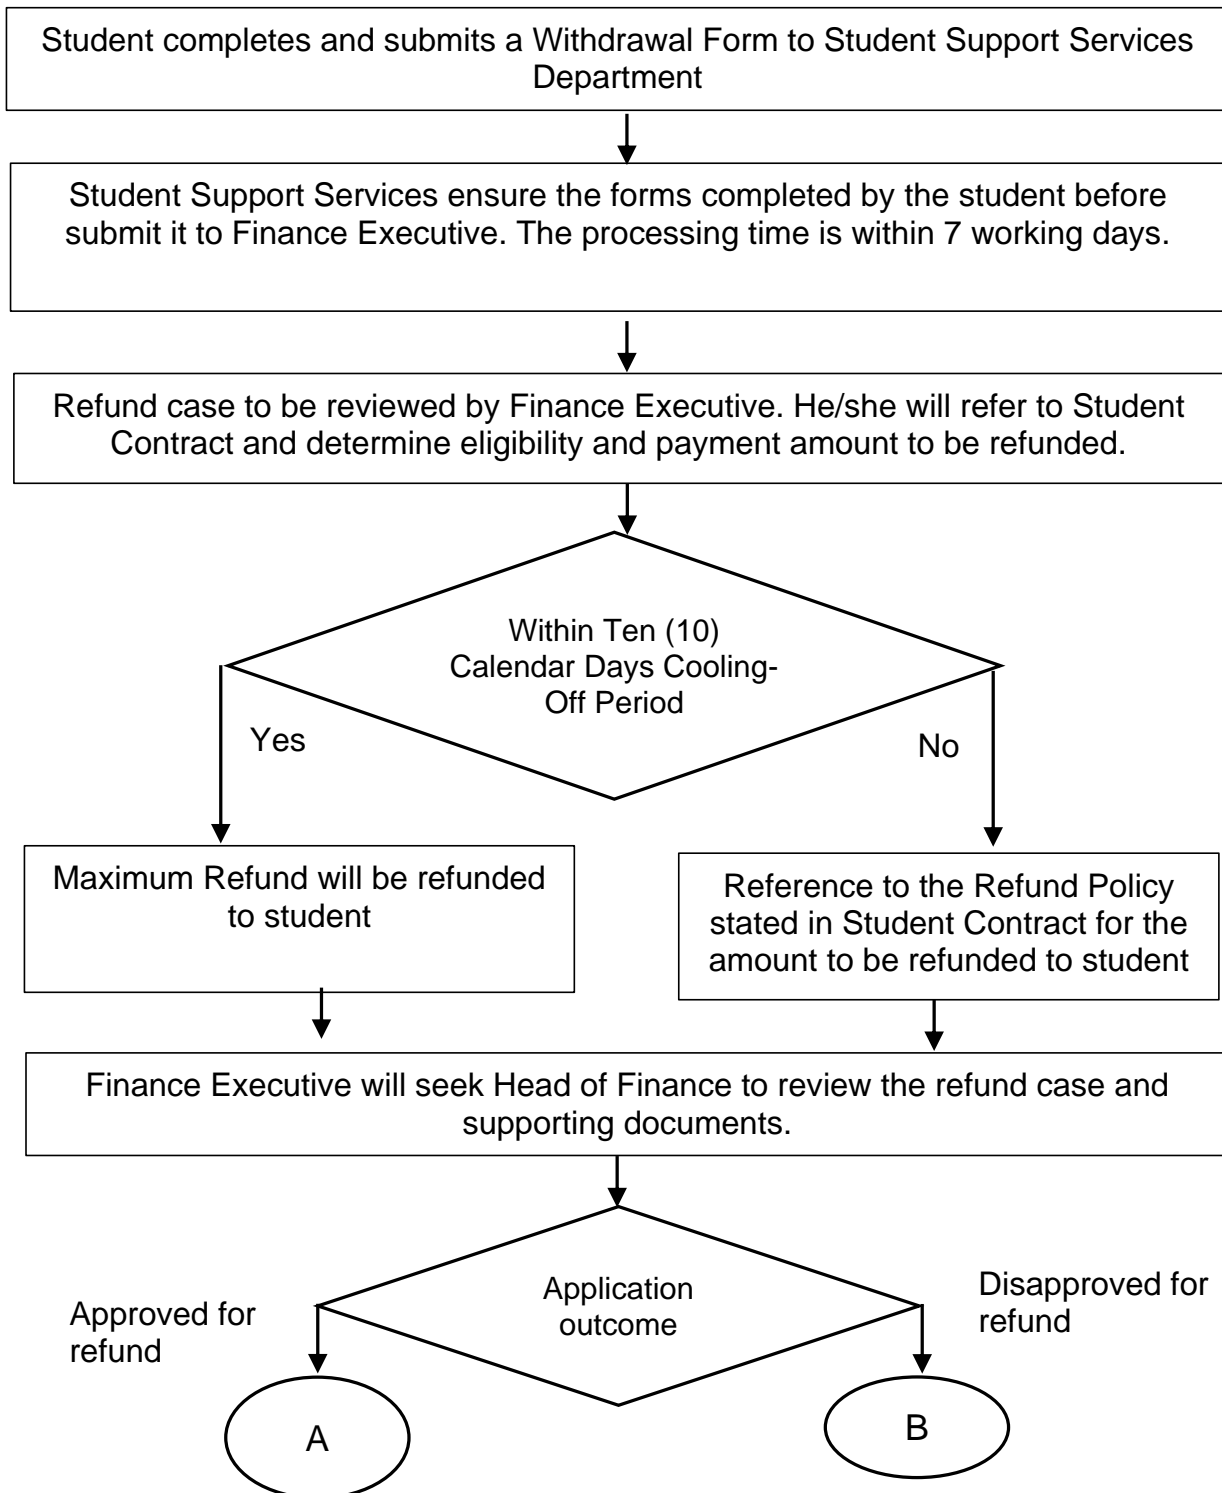 Student completes and submits a Withdrawal Form to Student Support Services
Department
Student Support Services ensure the forms completed by the student before
submit it to Finance Executive. The processing time is within 7 working days.
Refund case to be reviewed by Finance Executive. He/she will refer to Student
Contract and determine eligibility and payment amount to be refunded.
Within Ten (10)
Calendar Days Cooling-
Off Period
Yes
No
Maximum Refund will be refunded
to student
Reference to the Refund Policy
stated in Student Contract for the
amount to be refunded to student
Finance Executive will seek Head of Finance to review the refund case and
supporting documents.
Application
outcome
Approved for
refund
Disapproved for
refund
A
B